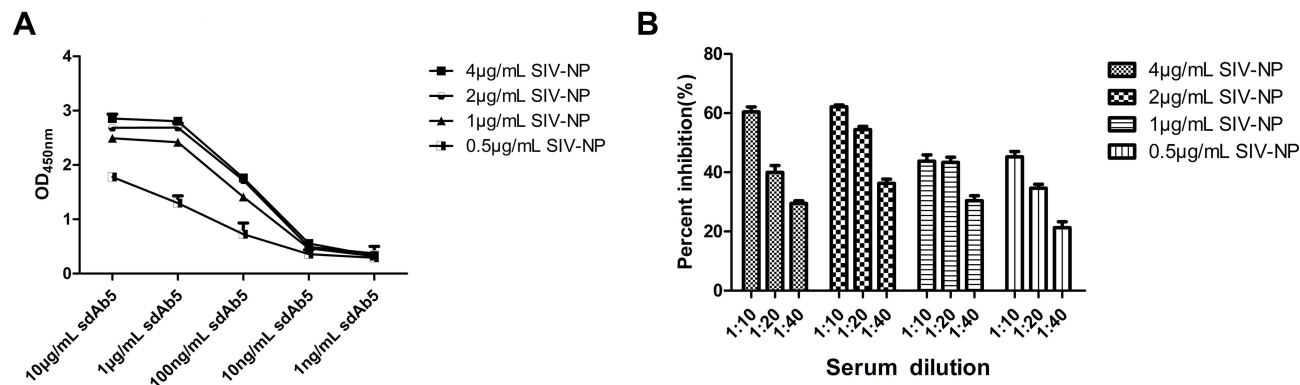 A
4
3
2
1
0
OD450nm
10µg/mL sdAb5
1µg/mL sdAb5
100ng/mL sdAb5
10ng/mL sdAb5
1ng/mL sdAb5
4µg/mL SIV-NP
2µg/mL SIV-NP
1µg/mL SIV-NP
0.5µg/mL SIV-NP
B
80
60
40
20
0
Percent inhibition(%)
1:10
1:20
1:40
1:10
1:20
1:40
1:10
1:20
1:40
1:10
1:20
1:40
Serum dilution
4µg/mL SIV-NP
2µg/mL SIV-NP
1µg/mL SIV-NP
0.5µg/mL SIV-NP